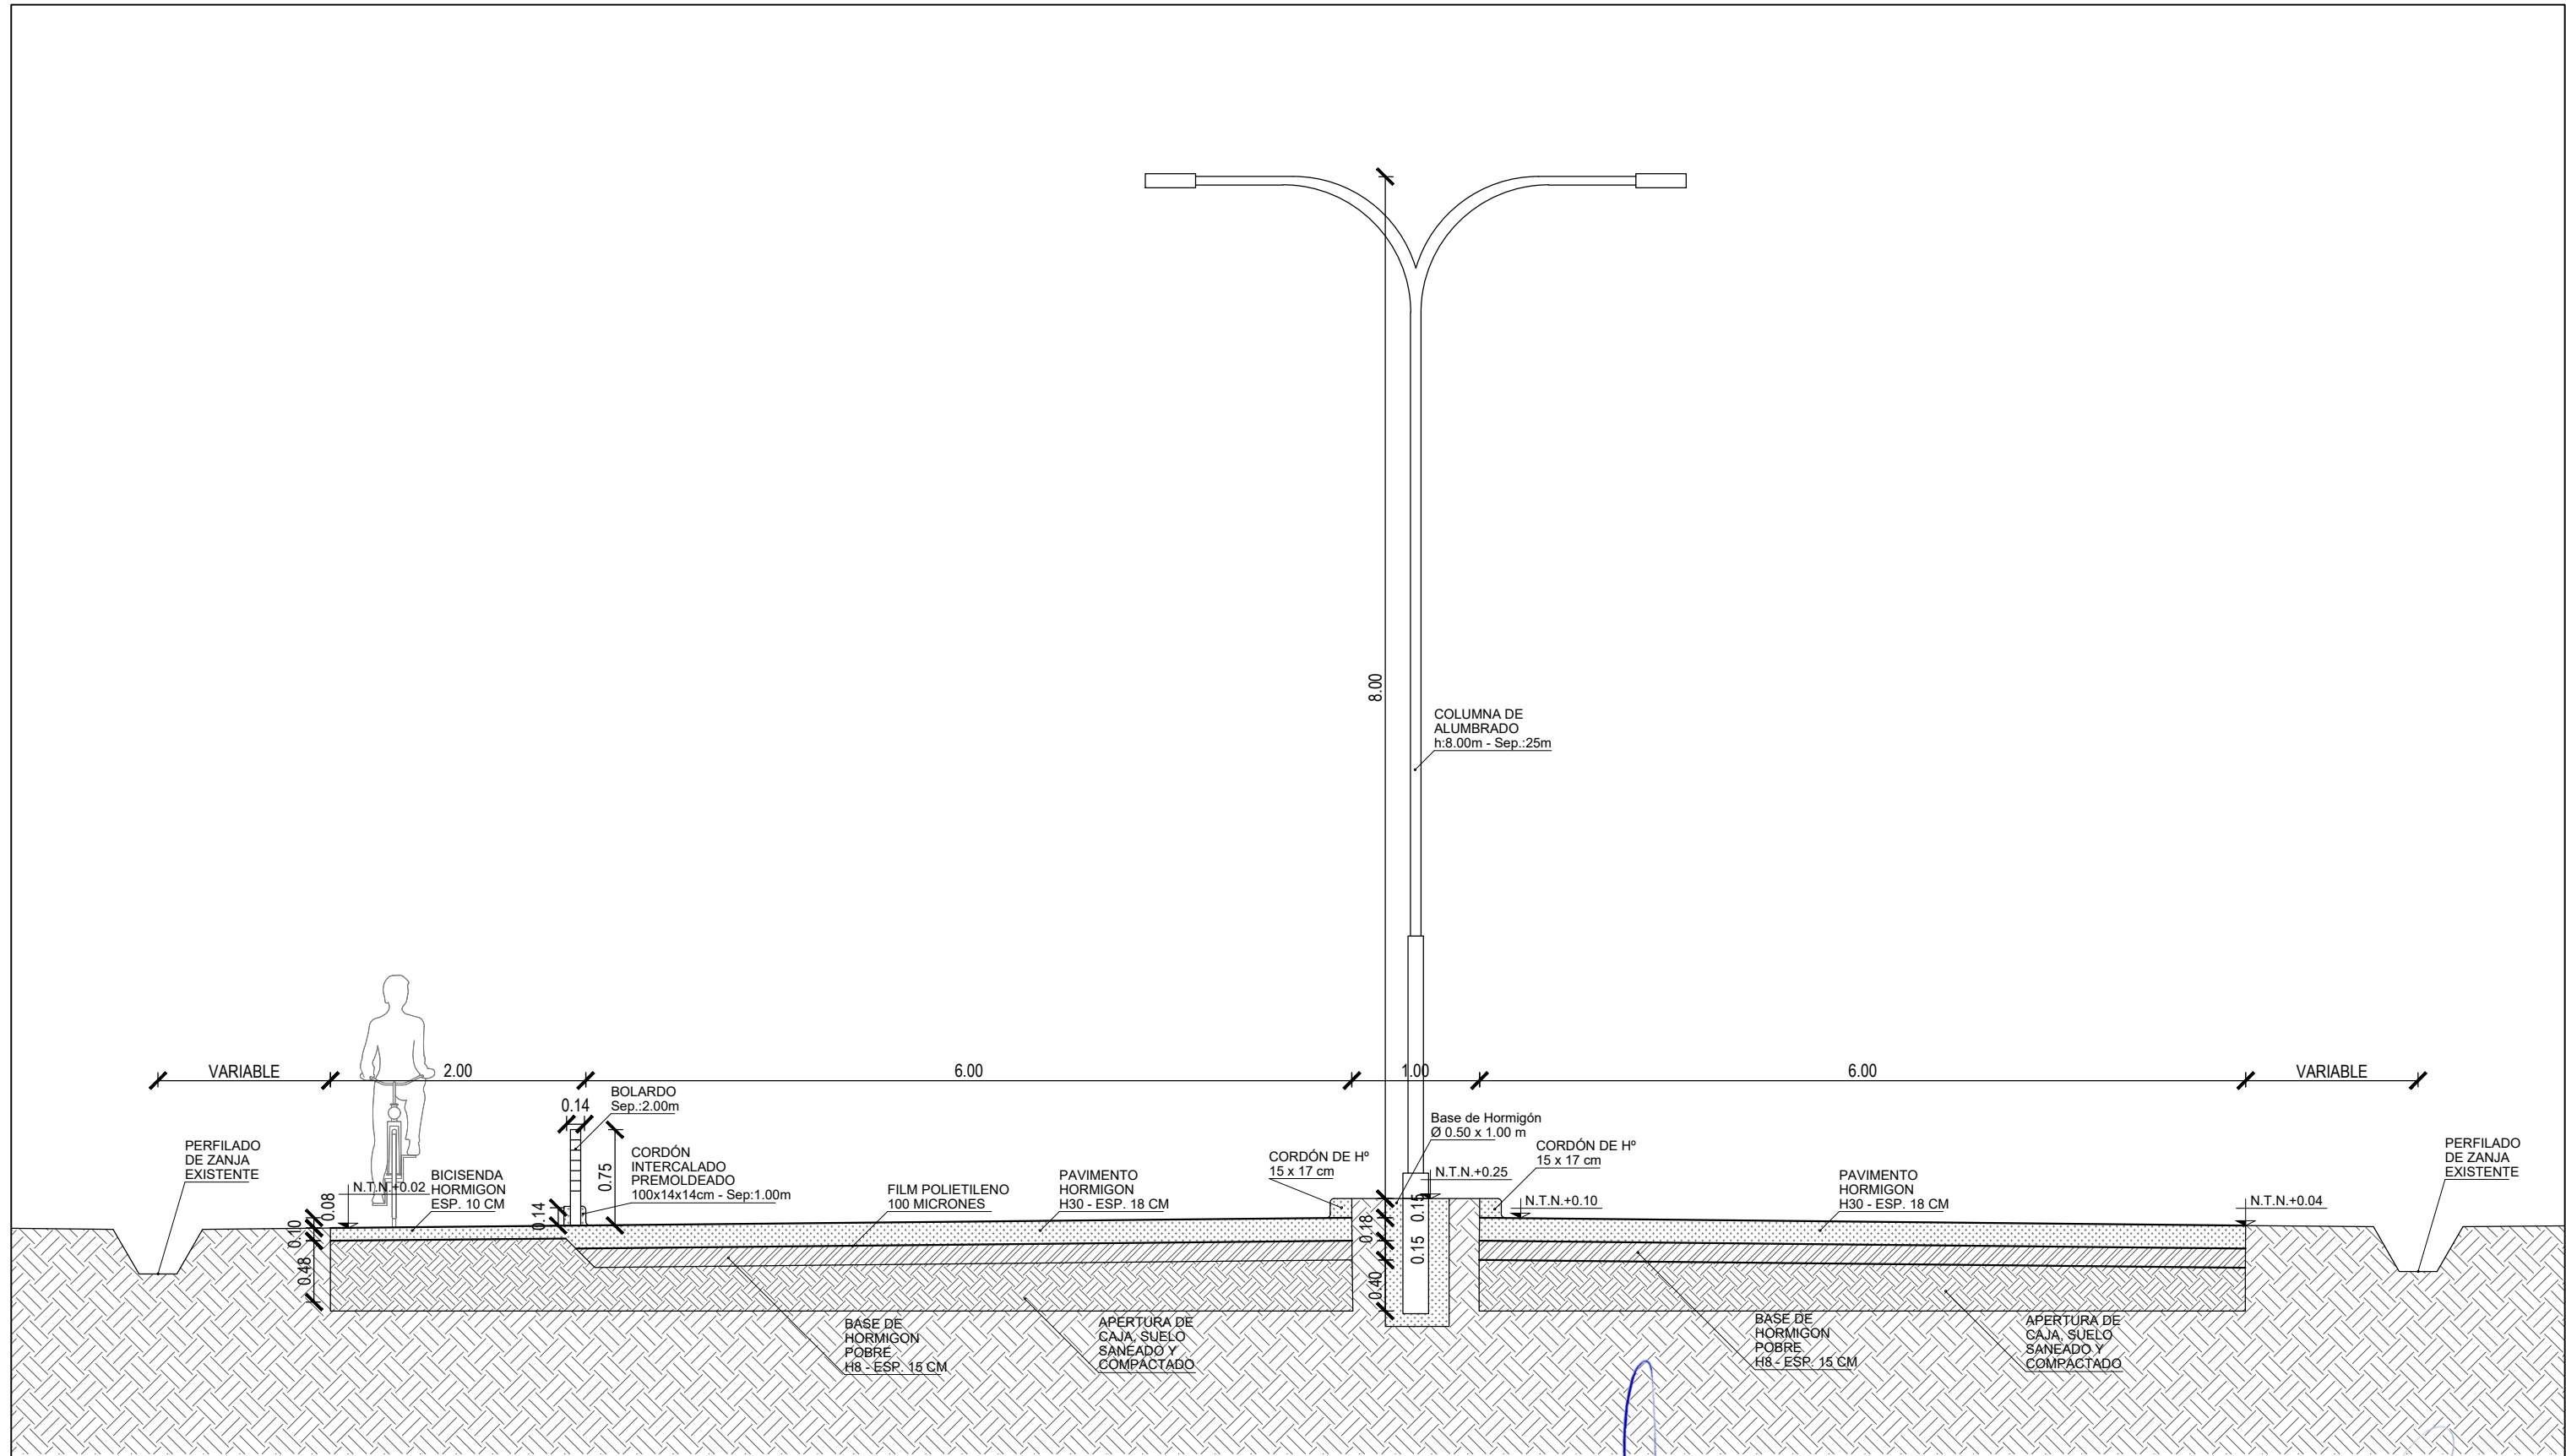 8.00
COLUMNA DE
ALUMBRADO
h:8.00m - Sep.:25m
VARIABLE
2.00
6.00
1.00
6.00
VARIABLE
BOLARDO
Sep.:2.00m
0.14
0.75
PERFILADO
DE ZANJA
EXISTENTE
N.T.N.+0.02
BICISENDA
HORMIGON
ESP. 10 CM
0.08
0.10
0.48
0.14
CORDÓN
INTERCALADO
PREMOLDEADO
100x14x14cm - Sep:1.00m
FILM POLIETILENO
100 MICRONES
PAVIMENTO
HORMIGON
H30 - ESP. 18 CM
CORDÓN DE Hº
15 x 17 cm
Base de Hormigón
Ø 0.50 x 1.00 m
CORDÓN DE Hº
15 x 17 cm
N.T.N.+0.25
N.T.N.+0.10
0.15
0.18
0.15
0.40
PAVIMENTO
HORMIGON
H30 - ESP. 18 CM
N.T.N.+0.04
PERFILADO
DE ZANJA
EXISTENTE
BASE DE
HORMIGON
POBRE
H8 - ESP. 15 CM
APERTURA DE
CAJA, SUELO
SANEADO Y
COMPACTADO
BASE DE
HORMIGON
POBRE
H8 - ESP. 15 CM
APERTURA DE
CAJA, SUELO
SANEADO Y
COMPACTADO